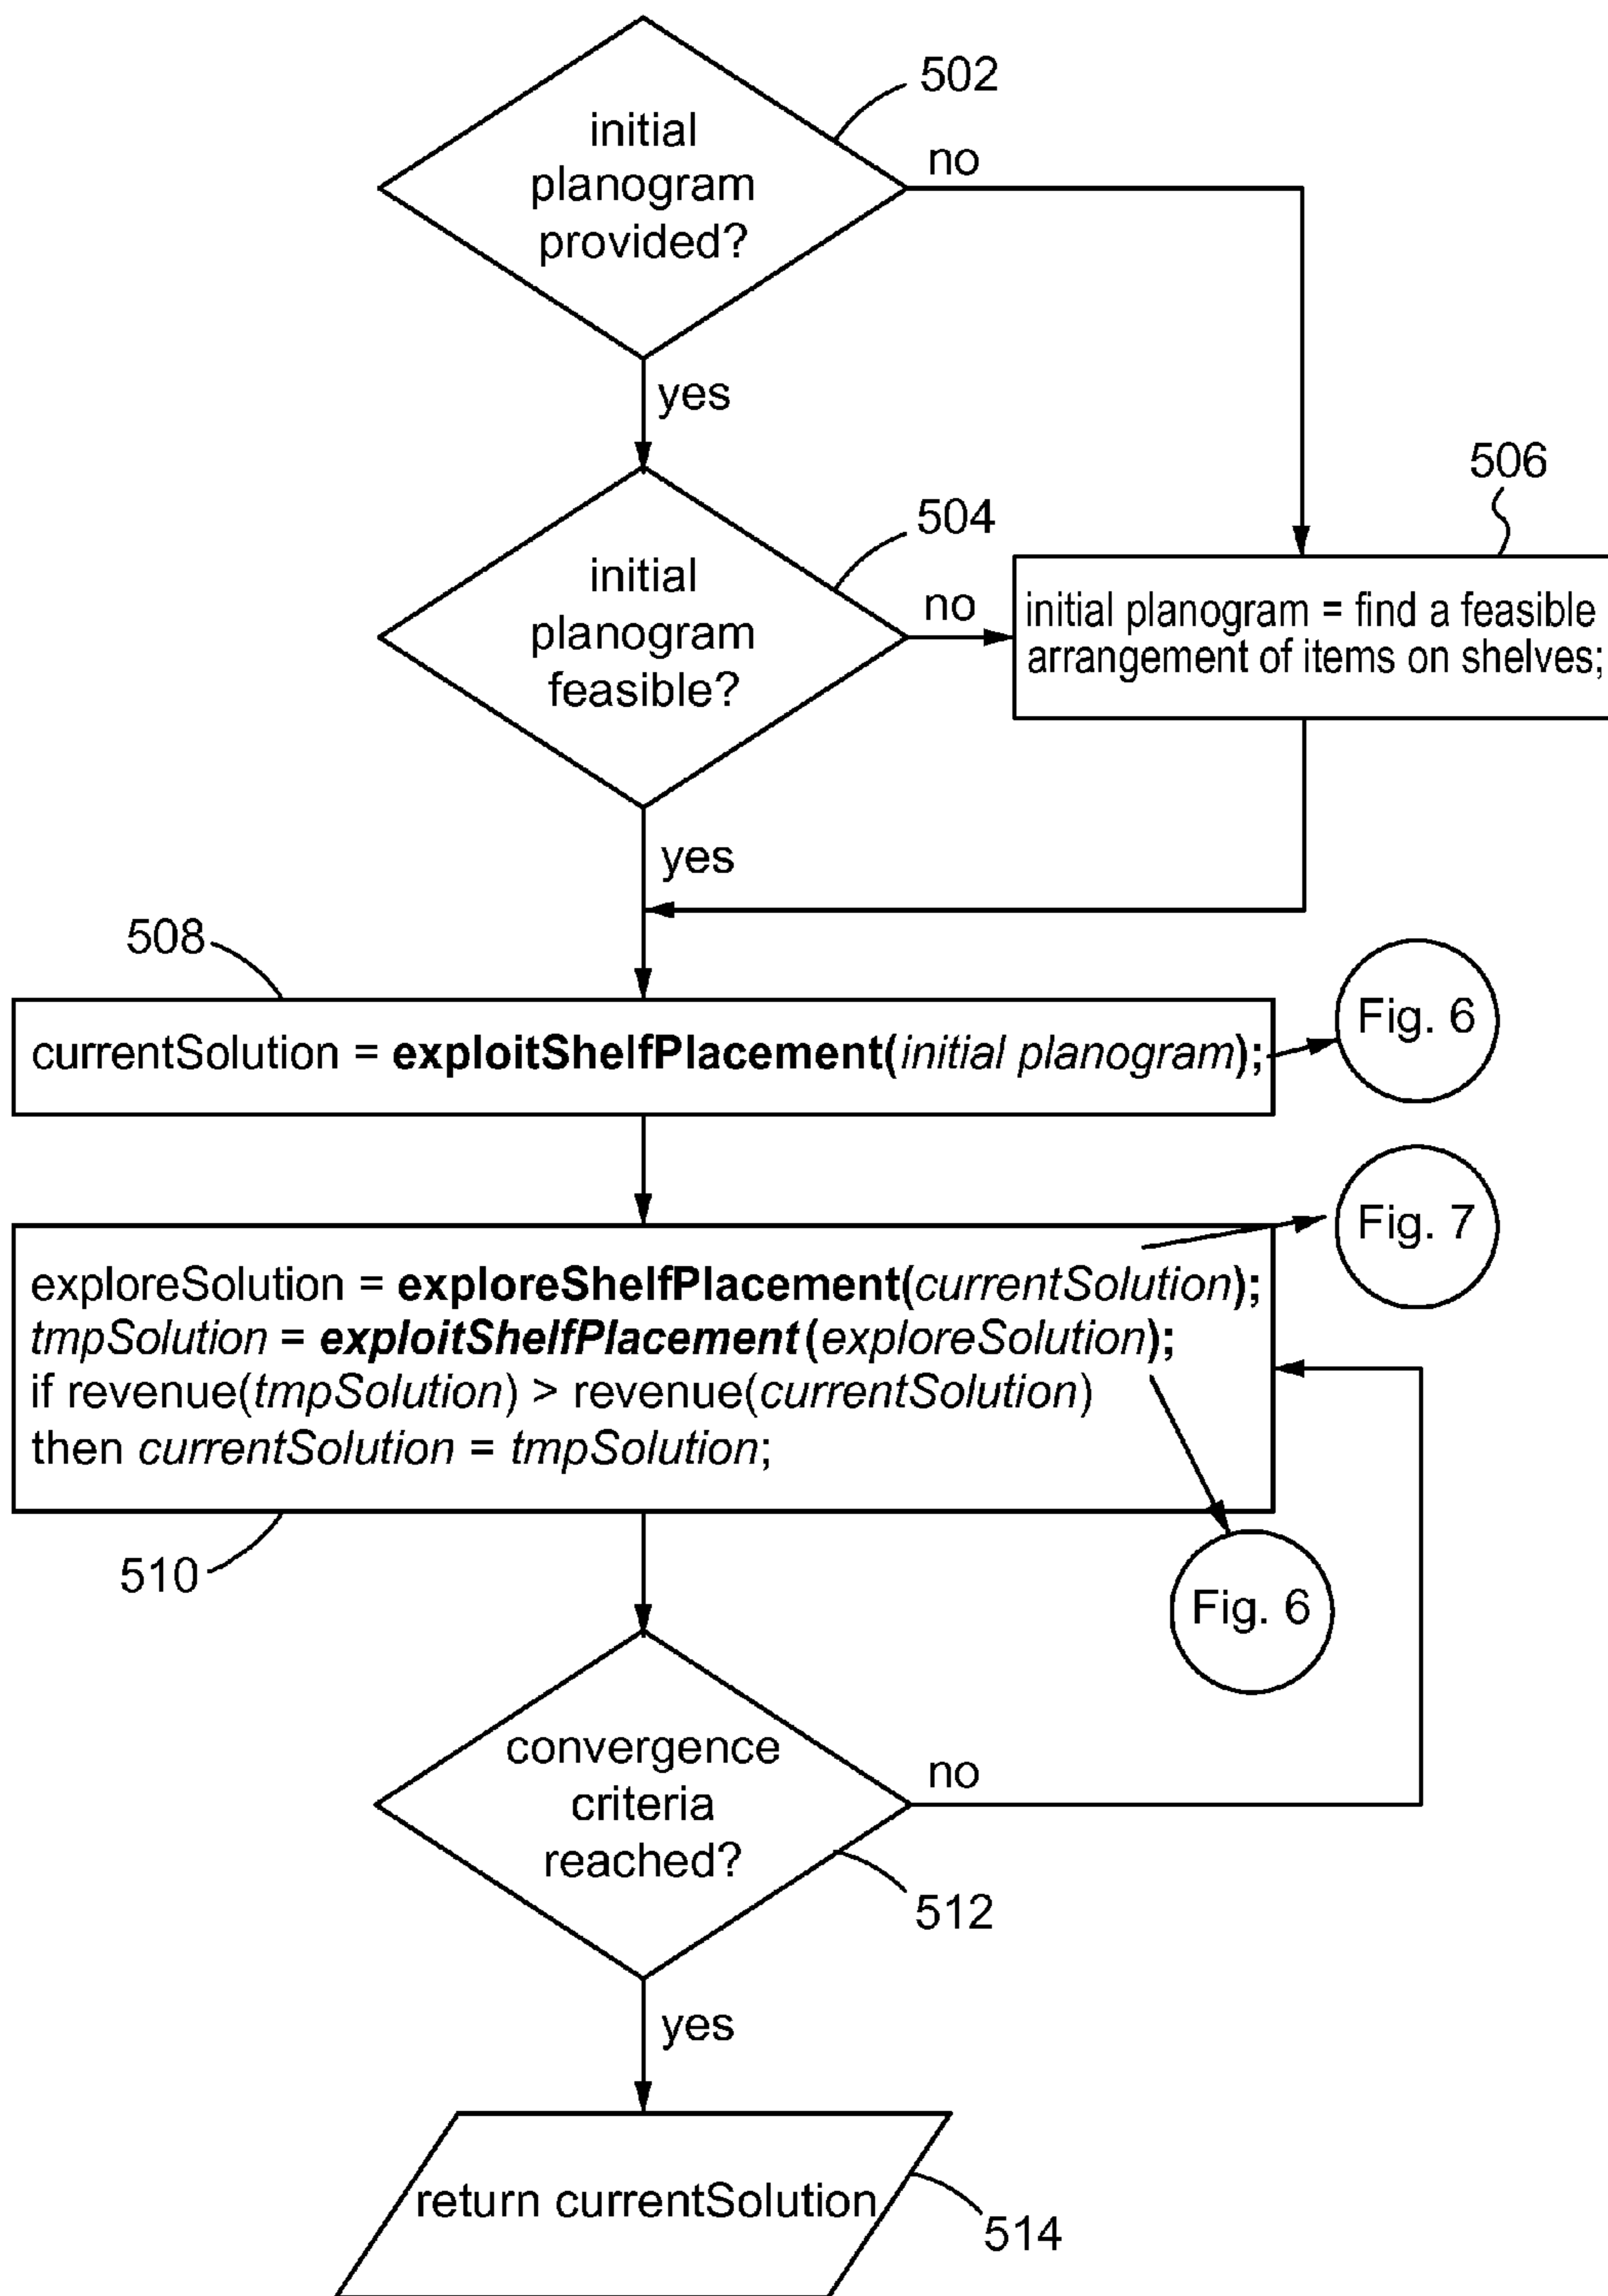 502
initial
planogram
provided?
no
yes
506
504
initial
planogram
feasible?
no
initial planogram = find a feasible
arrangement of items on shelves;
yes
508
currentSolution = exploitShelfPlacement(initial planogram);
Fig. 6
Fig. 7
exploreSolution = exploreShelfPlacement(currentSolution);
tmpSolution = exploitShelfPlacement(exploreSolution);
if revenue(tmpSolution) > revenue(currentSolution)
then currentSolution = tmpSolution;
510
Fig. 6
convergence
criteria
reached?
no
512
yes
return currentSolution
514